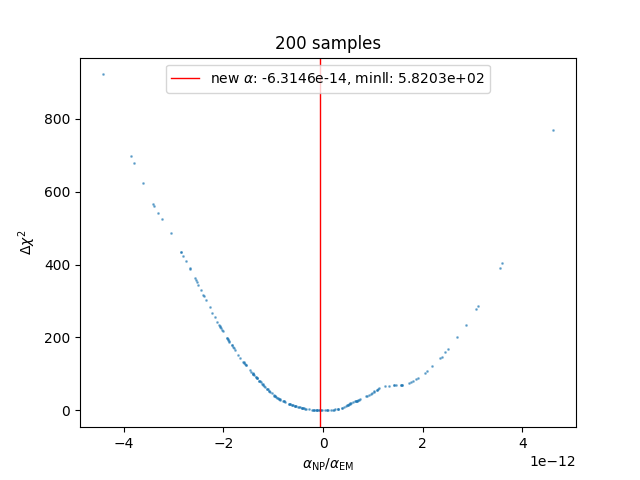 200 samples
new α: -6.3146e-14, minll: 5.8203e+02
Δχ²
800
600
400
200
0
−4 −2 0 2 4
1e−12
α_NP/α_EM